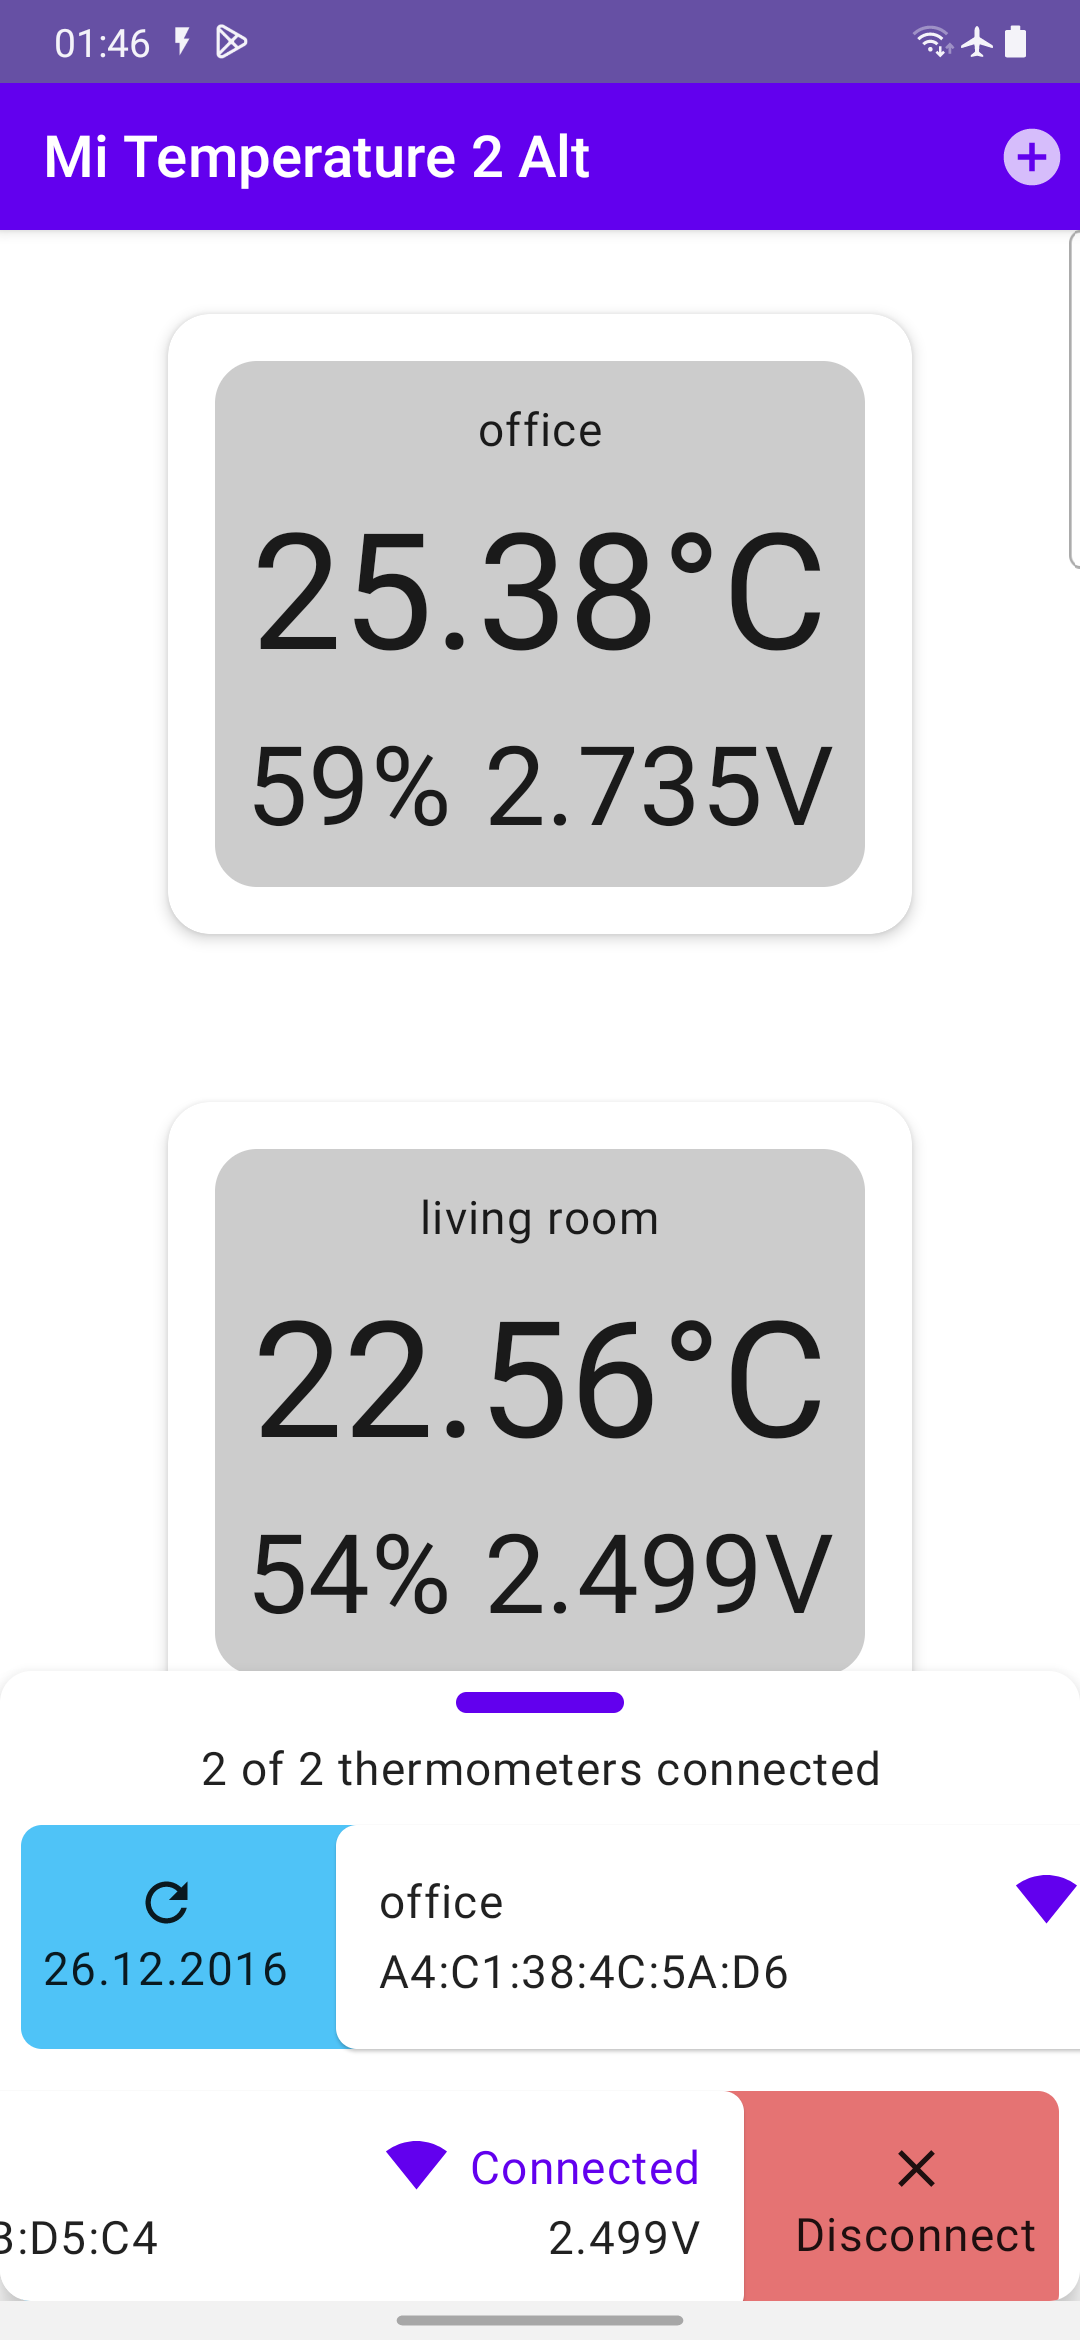 01:46
Mi Temperature 2 Alt
office
25.38°C
59% 2.735V
living room
22.56°C
54% 2.499V
2 of 2 thermometers connected
26.12.2016
office
A4:C1:38:4C:5A:D6
Connected
:D5:C4
2.499V
Disconnect